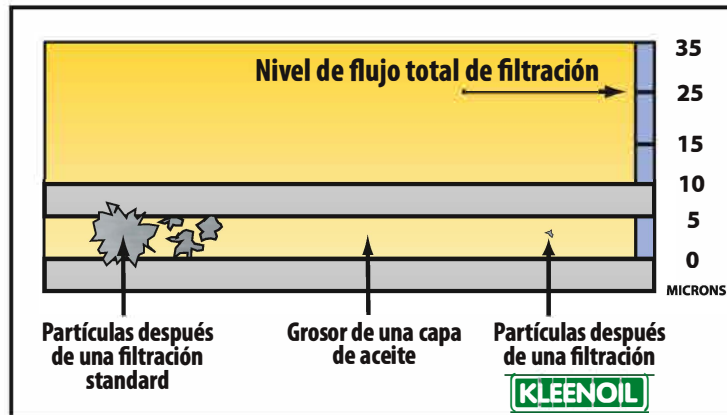 Nivel de flujo total de filtración
35
25
15
10
5
0
MICRONS
Partículas después
de una filtración
standard
Grosor de una capa
de aceite
Partículas después
de una filtración
KLEENOIL